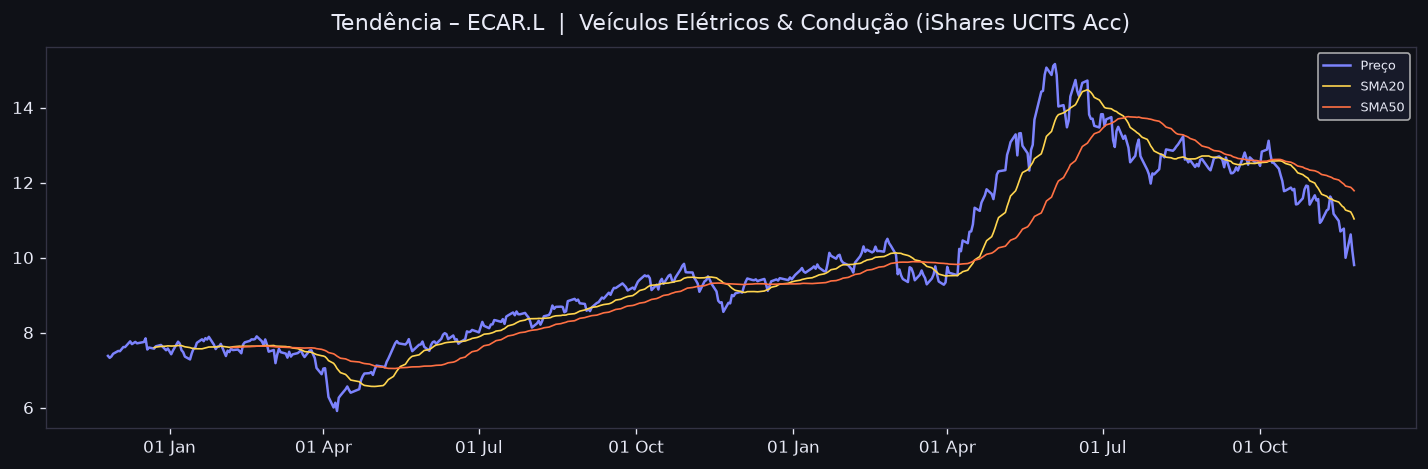 Tendência – ECAR.L | Veículos Elétricos & Condução (iShares UCITS Acc)
Preço
SMA20
SMA50
14
12
10
8
6
01 Jan
01 Apr
01 Jul
01 Oct
01 Jan
01 Apr
01 Jul
01 Oct